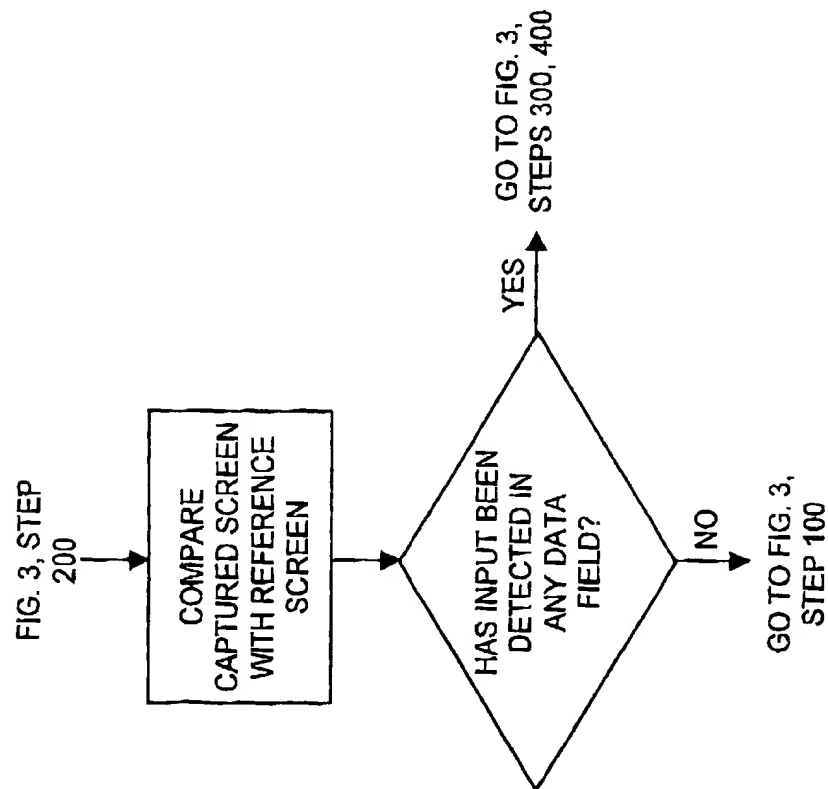 FIG. 3, STEP
200
COMPARE
CAPTURED SCREEN
WITH REFERENCE
SCREEN
HAS INPUT BEEN
DETECTED IN
ANY DATA
FIELD?
YES
GO TO FIG. 3,
STEPS 300, 400
NO
GO TO FIG. 3,
STEP 100